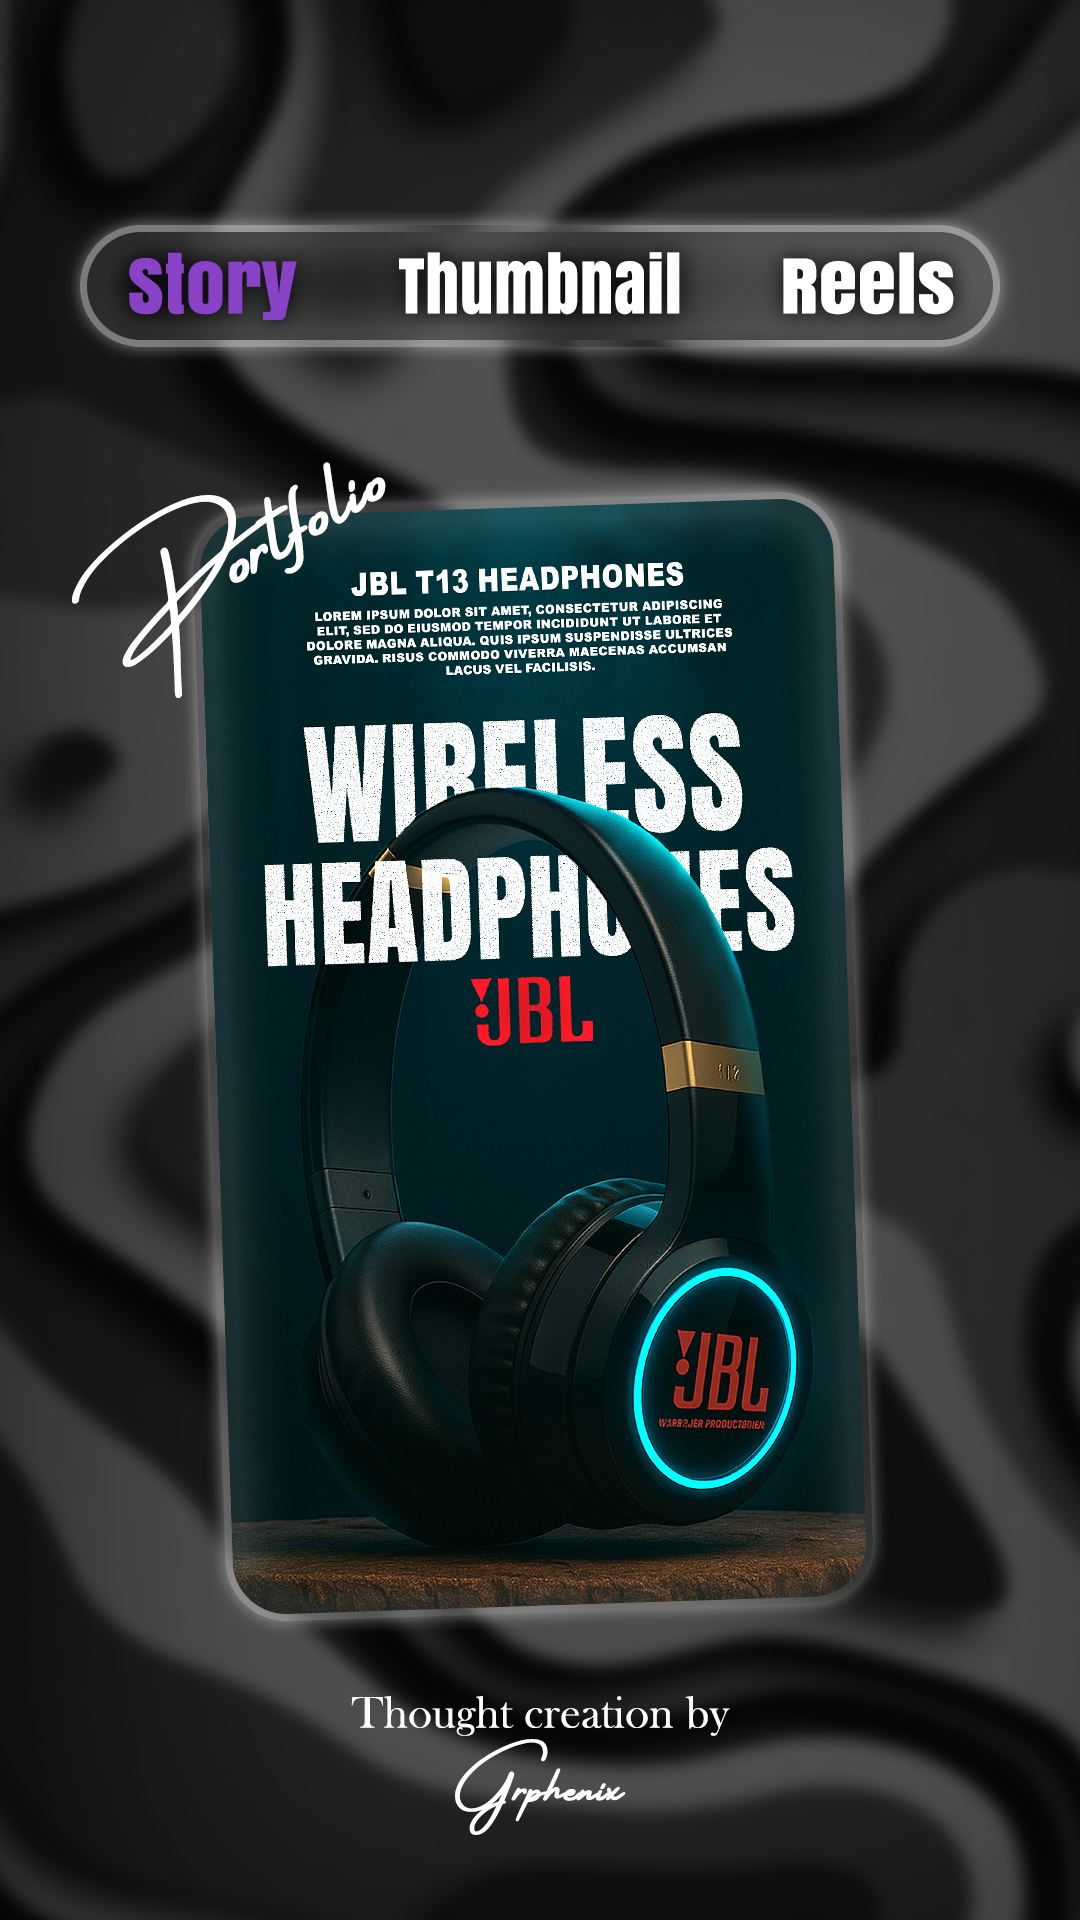 Story Thumbnail Reels
Portfolio
JBL T13 HEADPHONES
LOREM IPSUM DOLOR SIT AMET, CONSECTETUR ADIPISCING
ELIT, SED DO EIUSMOD TEMPOR INCIDIDUNT UT LABORE ET
DOLORE MAGNA ALIQUA. QUIS IPSUM SUSPENDISSE ULTRICES
GRAVIDA. RISUS COMMODO VIVERRA MAECENAS ACCUMSAN
LACUS VEL FACILISIS.
WIRELESS
HEADPHONES
JBL
JBL
Thought creation by
Grphenix